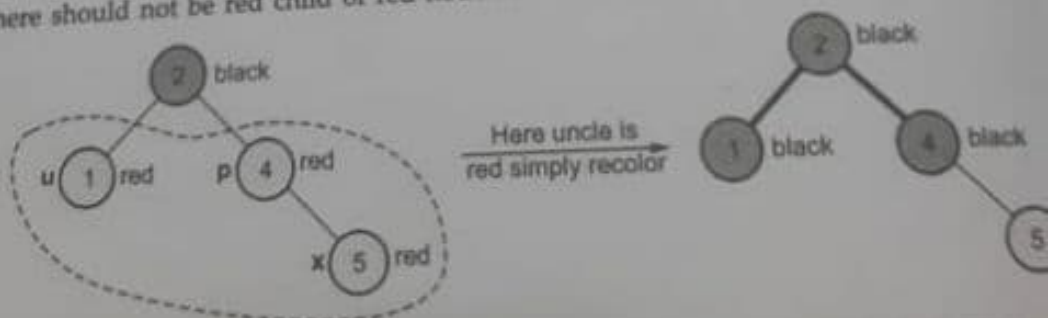 here should not be red child of red
2 black
2 black
u 1 red
p 4 red
Here uncle is
red simply recolor
1 black
4 black
x 5 red
5